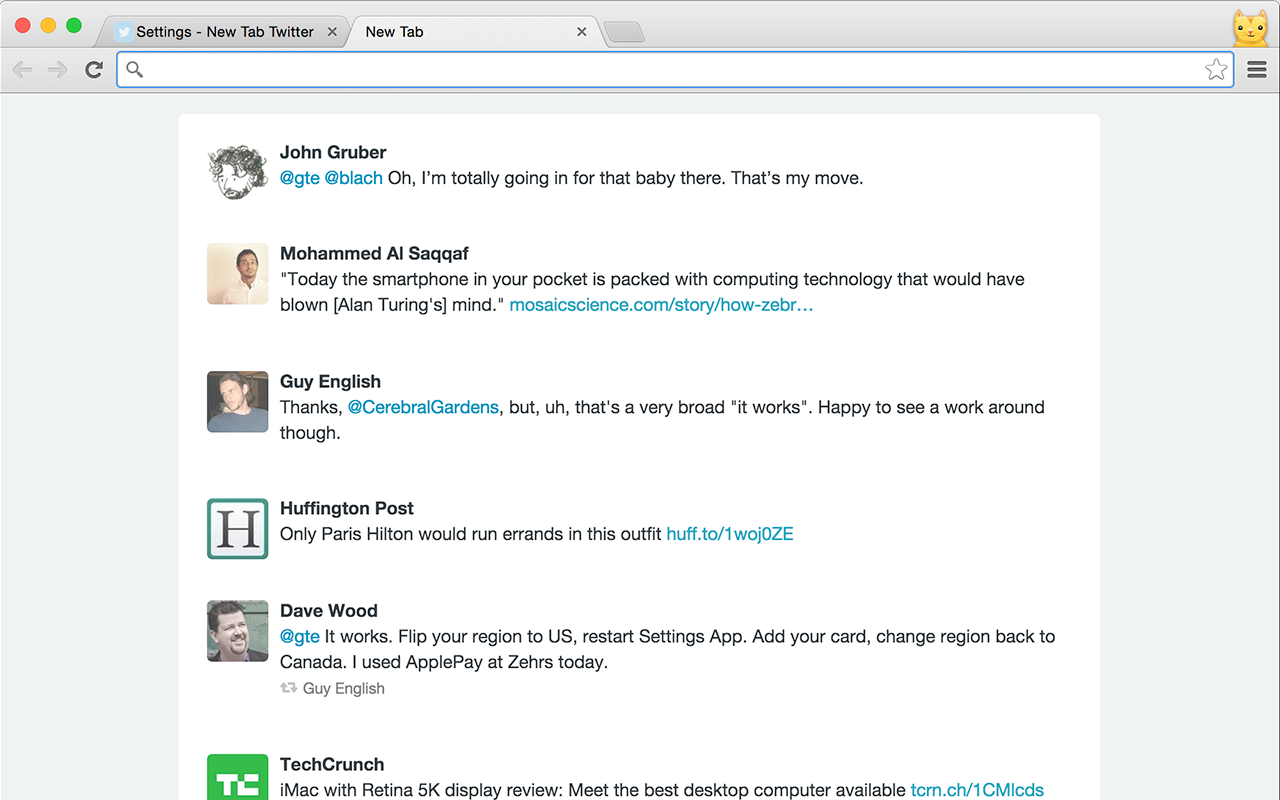 Settings - New Tab Twitter
New Tab
John Gruber
@gte @blach Oh, I’m totally going in for that baby there. That’s my move.
Mohammed Al Saqqaf
"Today the smartphone in your pocket is packed with computing technology that would have
blown [Alan Turing's] mind." mosaicscience.com/story/how-zebr…
Guy English
Thanks, @CerebralGardens, but, uh, that's a very broad "it works". Happy to see a work around
though.
H
Huffington Post
Only Paris Hilton would run errands in this outfit huff.to/1woj0ZE
Dave Wood
@gte It works. Flip your region to US, restart Settings App. Add your card, change region back to
Canada. I used ApplePay at Zehrs today.
Guy English
TC
TechCrunch
iMac with Retina 5K display review: Meet the best desktop computer available tcrn.ch/1CMlcds